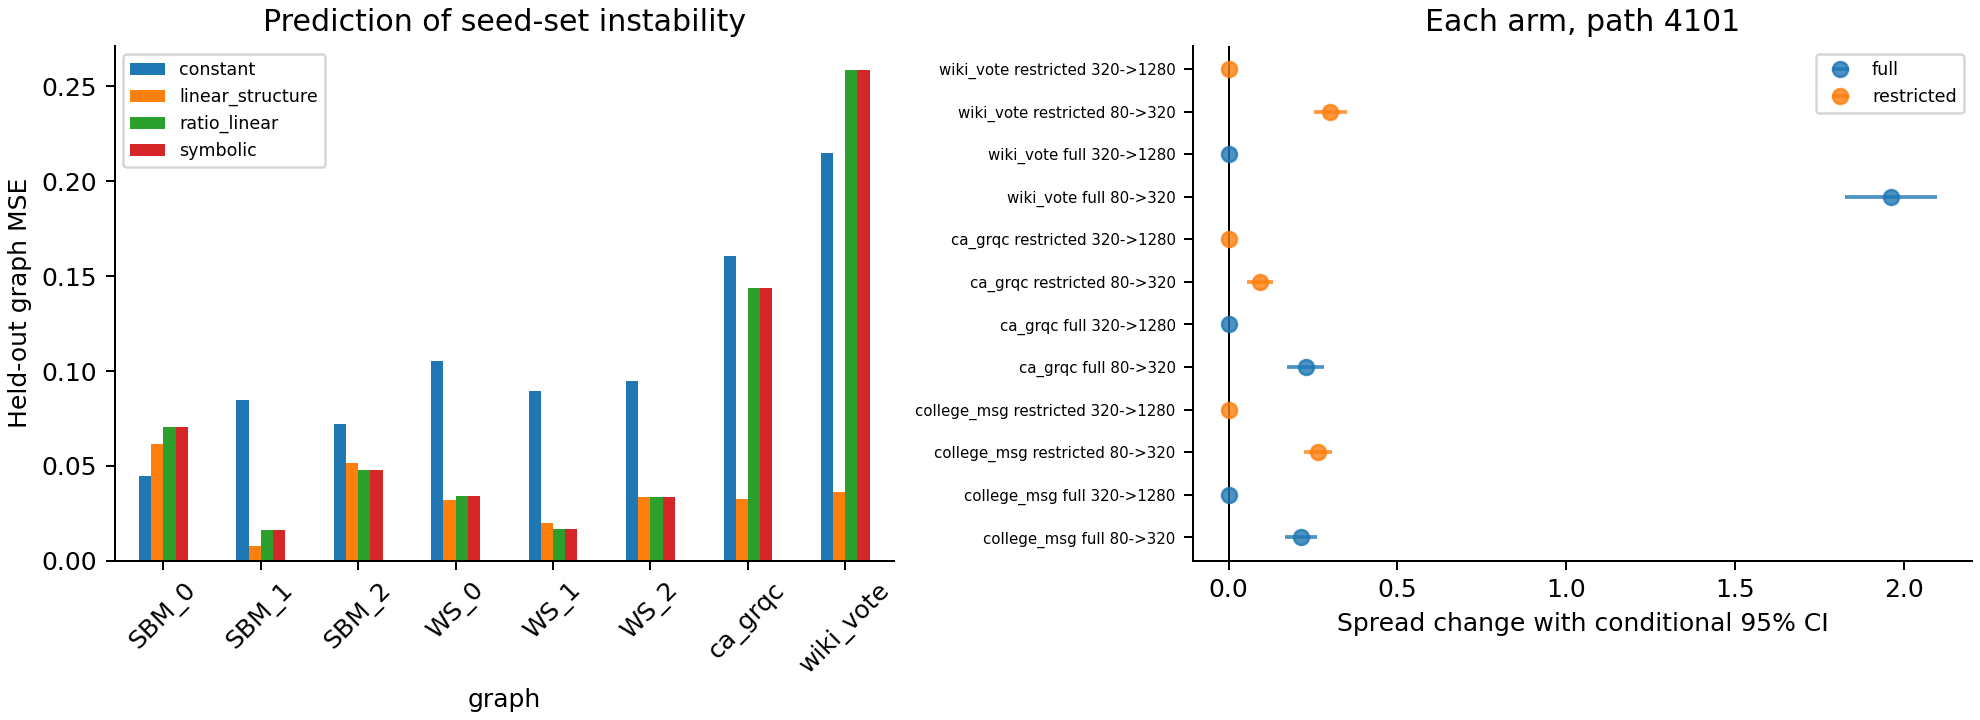 Prediction of seed-set instability
constant
linear_structure
ratio_linear
symbolic
Held-out graph MSE
0.25
0.20
0.15
0.10
0.05
0.00
SBM_0
SBM_1
SBM_2
WS_0
WS_1
WS_2
ca_grqc
wiki_vote
graph
Each arm, path 4101
full
restricted
wiki_vote restricted 320->1280
wiki_vote restricted 80->320
wiki_vote full 320->1280
wiki_vote full 80->320
ca_grqc restricted 320->1280
ca_grqc restricted 80->320
ca_grqc full 320->1280
ca_grqc full 80->320
college_msg restricted 320->1280
college_msg restricted 80->320
college_msg full 320->1280
college_msg full 80->320
0.0
0.5
1.0
1.5
2.0
Spread change with conditional 95% CI